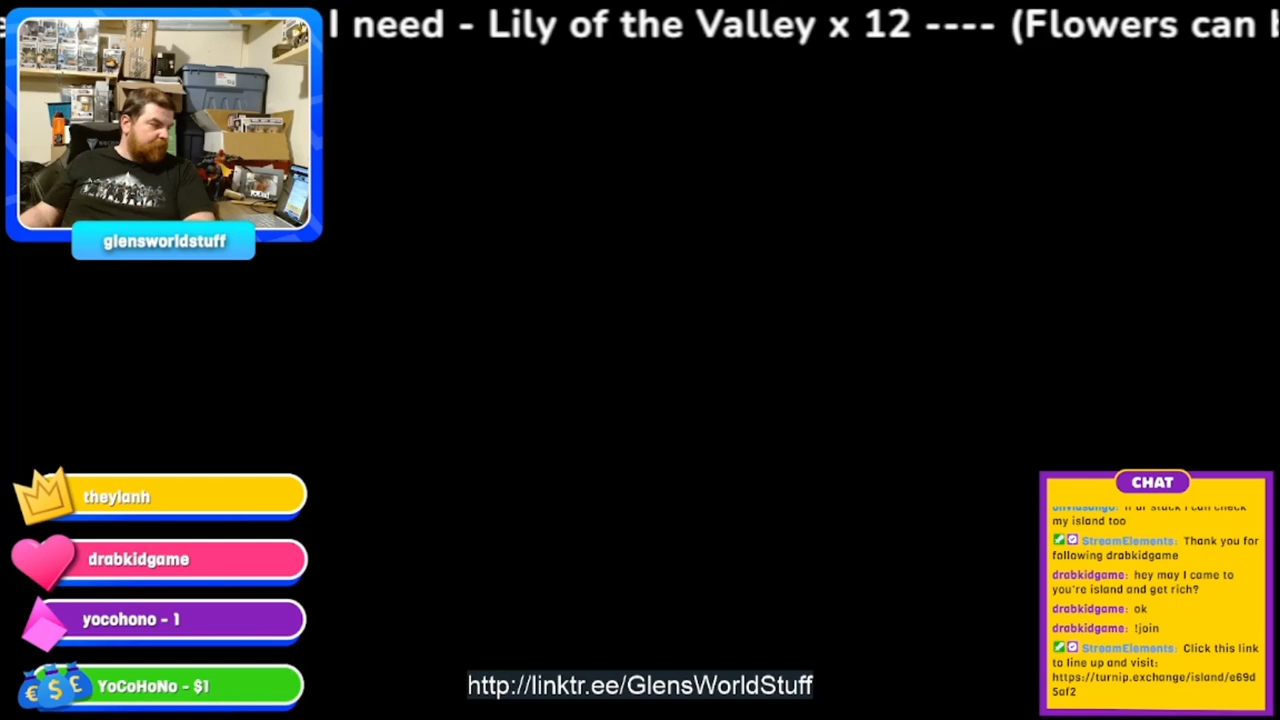 I need - Lily of the Valley x 12 ---- (Flowers can
glensworldstuff
theylanh
drabkidgame
yocohono - 1
YoCoHoNo - $1
http://linktr.ee/GlensWorldStuff
CHAT
my island too
StreamElements: Thank you for
following drabkidgame
drabkidgame: hey may I came to
you're island and get rich?
drabkidgame: ok
drabkidgame: !join
StreamElements: Click this link
to line up and visit:
https://turnip.exchange/island/e69d
5af2